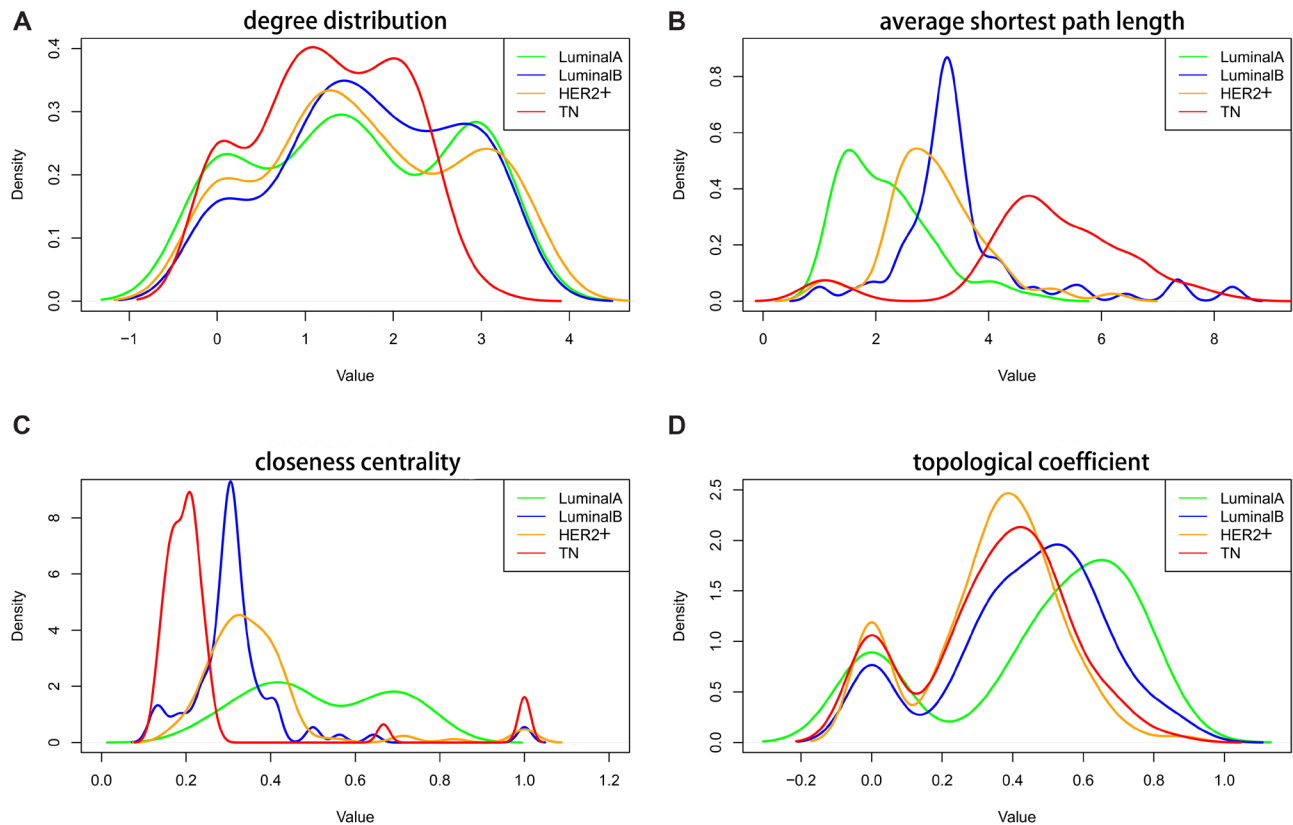 A
degree distribution
0.0
0.1
0.2
0.3
0.4
Density
−1
0
1
2
3
4
Value
LuminalA
LuminalB
HER2+
TN
B
average shortest path length
0.0
0.2
0.4
0.6
0.8
Density
0
2
4
6
8
Value
LuminalA
LuminalB
HER2+
TN
C
closeness centrality
0
2
4
6
8
Density
0.0
0.2
0.4
0.6
0.8
1.0
1.2
Value
LuminalA
LuminalB
HER2+
TN
D
topological coefficient
0.0
0.5
1.0
1.5
2.0
2.5
Density
−0.2
0.0
0.2
0.4
0.6
0.8
1.0
Value
LuminalA
LuminalB
HER2+
TN